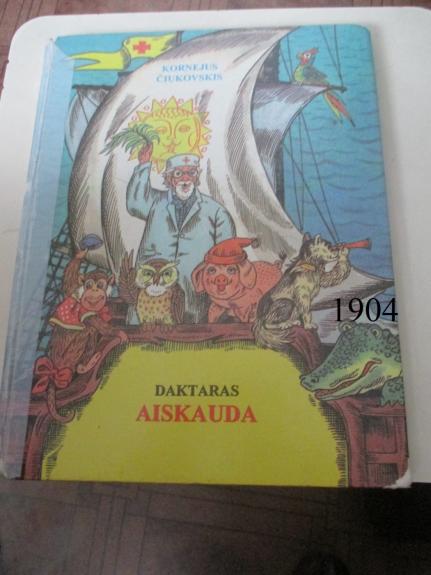 KORNEJUS
ČIUKOVSKIS
1904
DAKTARAS
AISKAUDA